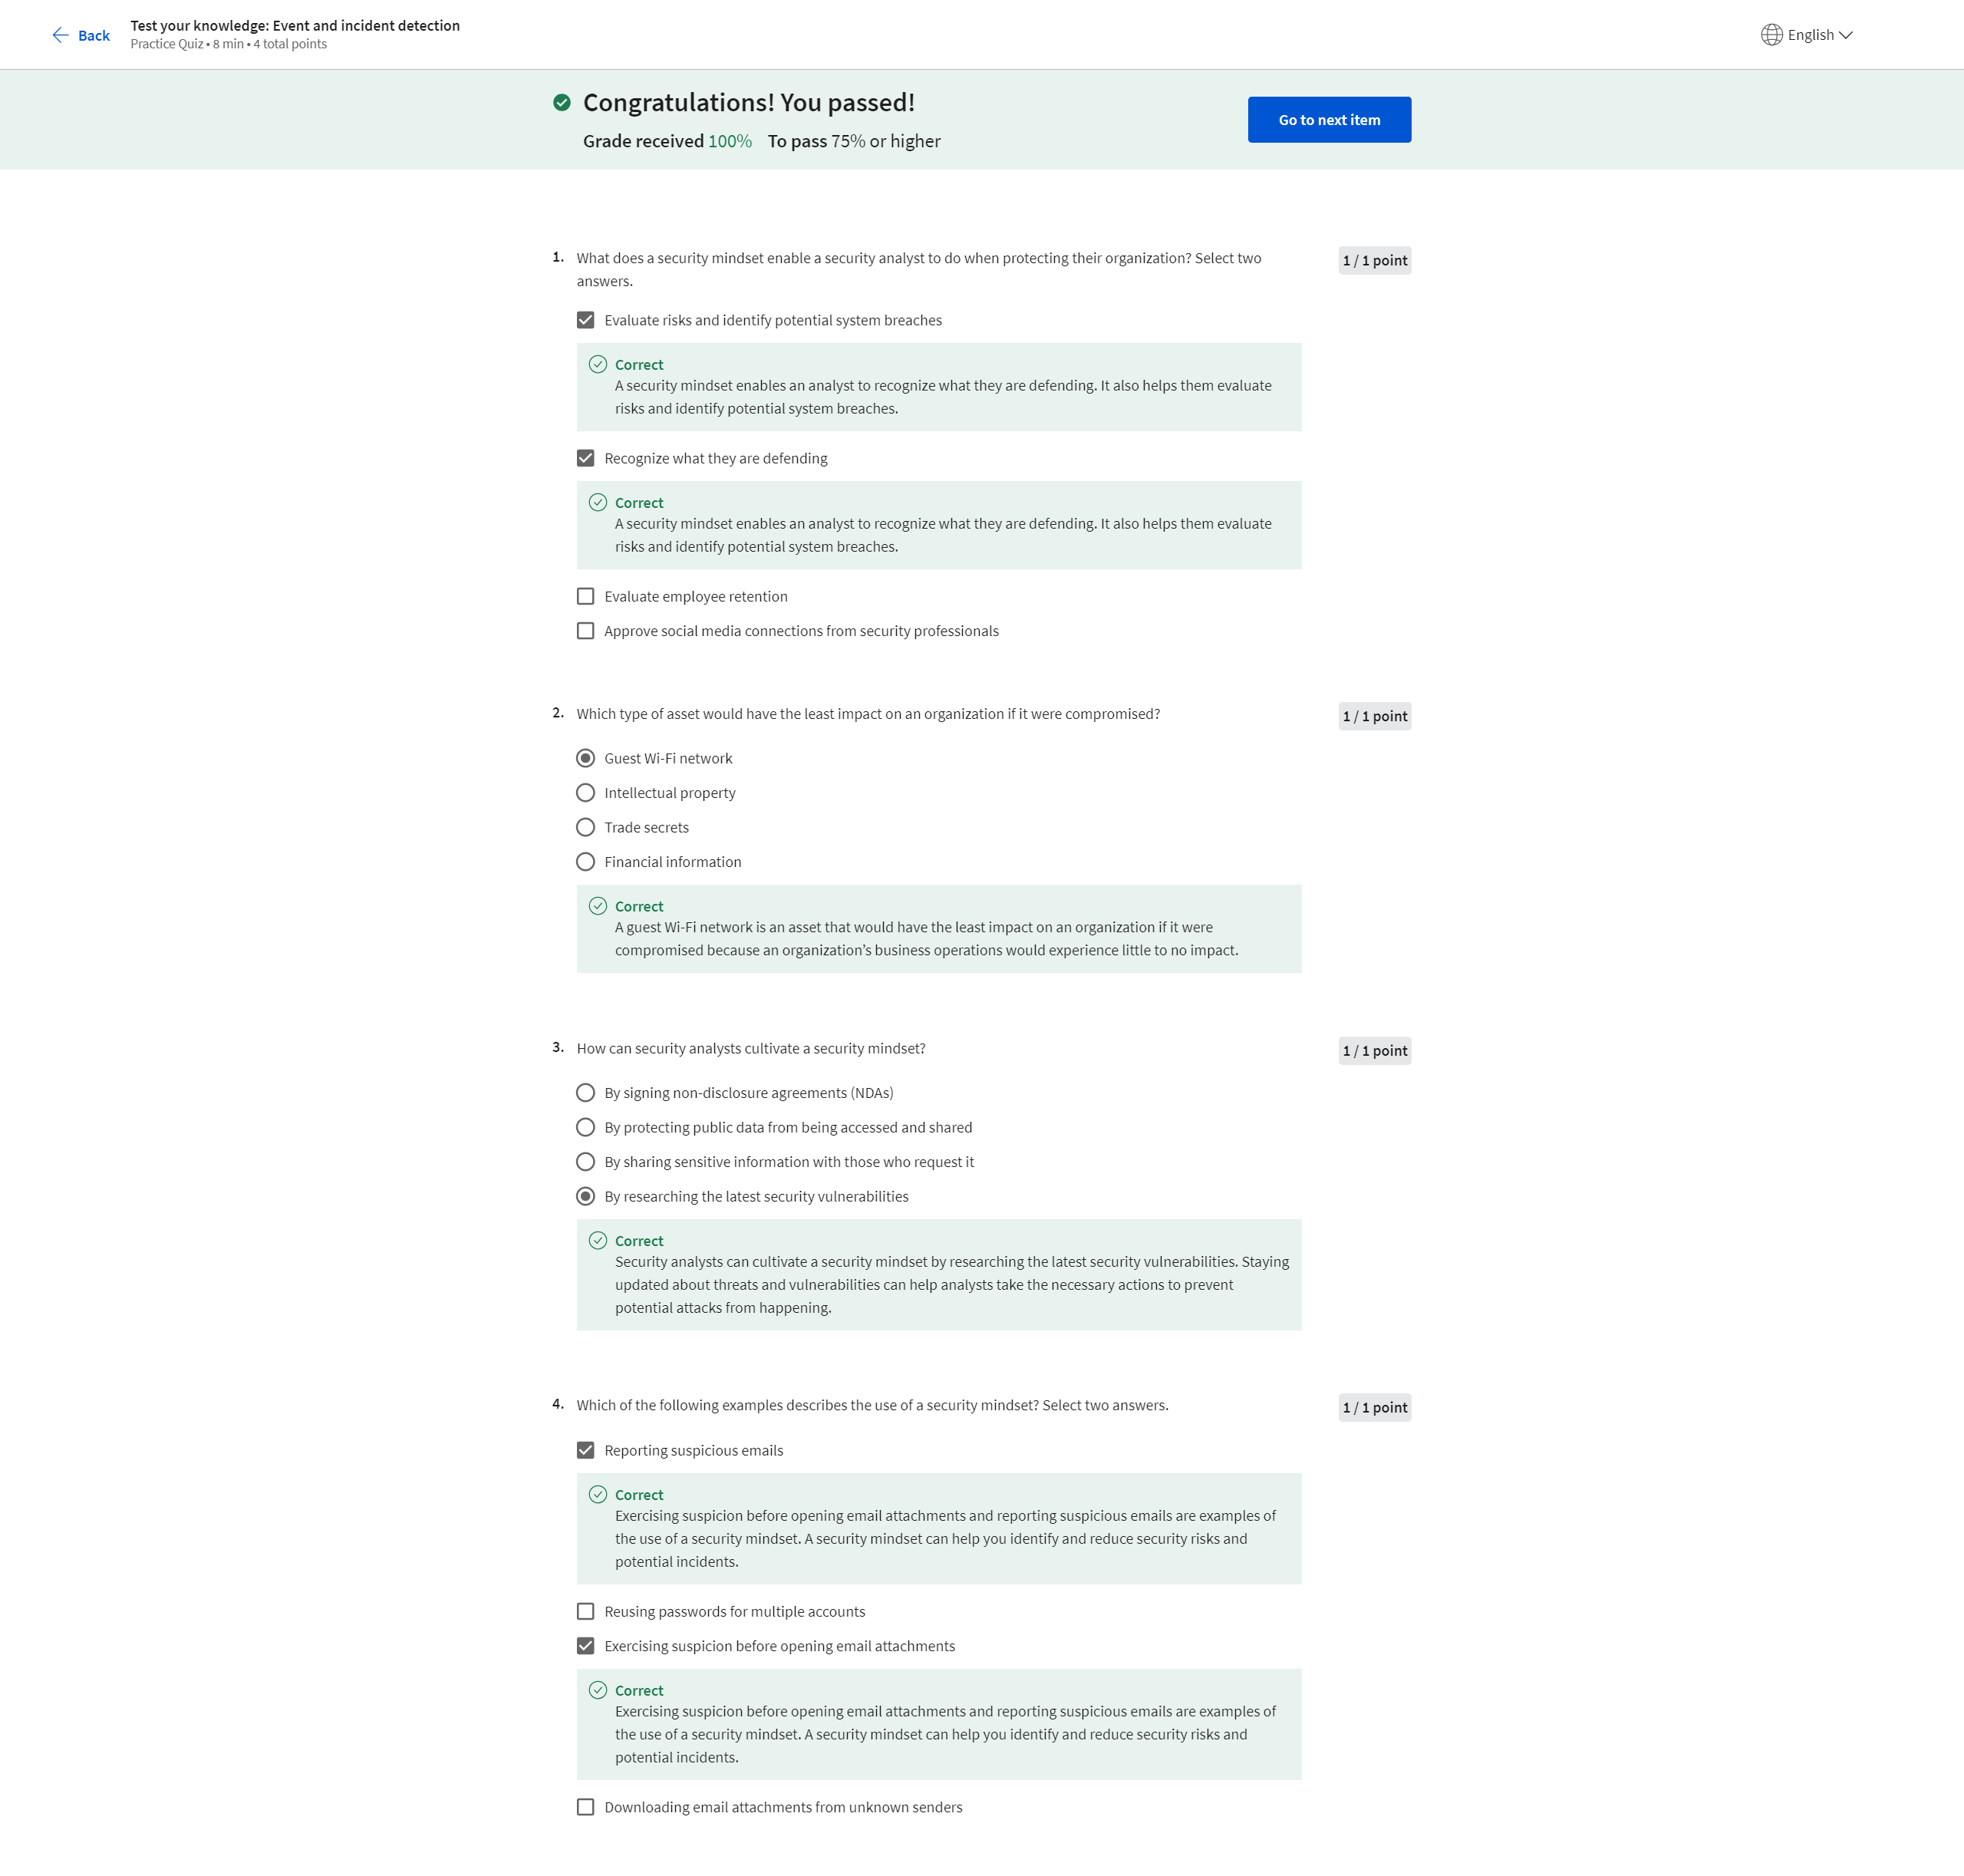 Back
Test your knowledge: Event and incident detection
Practice Quiz • 8 min • 4 total points
English
Congratulations! You passed!
Grade received 100% To pass 75% or higher
Go to next item
1. What does a security mindset enable a security analyst to do when protecting their organization? Select two
answers.
1 / 1 point
Evaluate risks and identify potential system breaches
Correct
A security mindset enables an analyst to recognize what they are defending. It also helps them evaluate
risks and identify potential system breaches.
Recognize what they are defending
Correct
A security mindset enables an analyst to recognize what they are defending. It also helps them evaluate
risks and identify potential system breaches.
Evaluate employee retention
Approve social media connections from security professionals
2. Which type of asset would have the least impact on an organization if it were compromised?
1 / 1 point
Guest Wi-Fi network
Intellectual property
Trade secrets
Financial information
Correct
A guest Wi-Fi network is an asset that would have the least impact on an organization if it were
compromised because an organization’s business operations would experience little to no impact.
3. How can security analysts cultivate a security mindset?
1 / 1 point
By signing non-disclosure agreements (NDAs)
By protecting public data from being accessed and shared
By sharing sensitive information with those who request it
By researching the latest security vulnerabilities
Correct
Security analysts can cultivate a security mindset by researching the latest security vulnerabilities. Staying
updated about threats and vulnerabilities can help analysts take the necessary actions to prevent
potential attacks from happening.
4. Which of the following examples describes the use of a security mindset? Select two answers.
1 / 1 point
Reporting suspicious emails
Correct
Exercising suspicion before opening email attachments and reporting suspicious emails are examples of
the use of a security mindset. A security mindset can help you identify and reduce security risks and
potential incidents.
Reusing passwords for multiple accounts
Exercising suspicion before opening email attachments
Correct
Exercising suspicion before opening email attachments and reporting suspicious emails are examples of
the use of a security mindset. A security mindset can help you identify and reduce security risks and
potential incidents.
Downloading email attachments from unknown senders